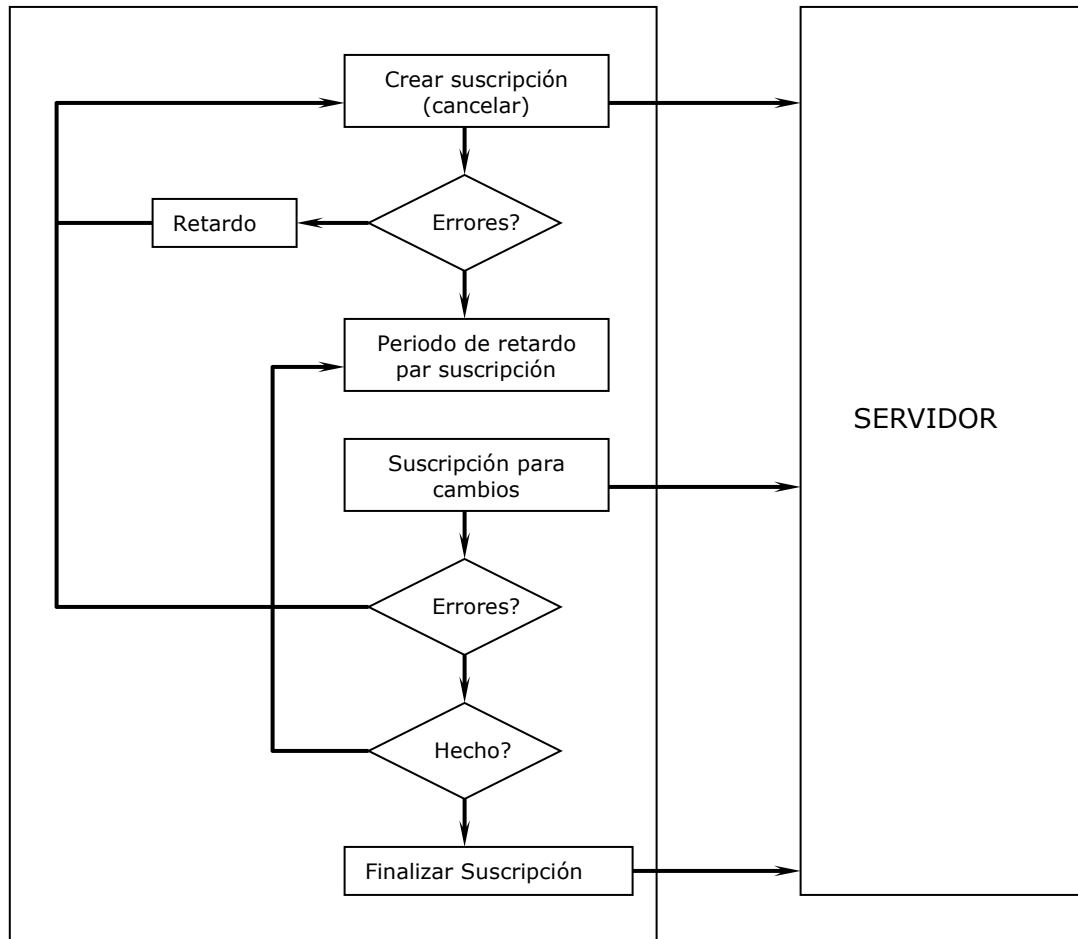 Crear suscripción
(cancelar)
Errores?
Retardo
Periodo de retardo
par suscripción
SERVIDOR
Suscripción para
cambios
Errores?
Hecho?
Finalizar Suscripción